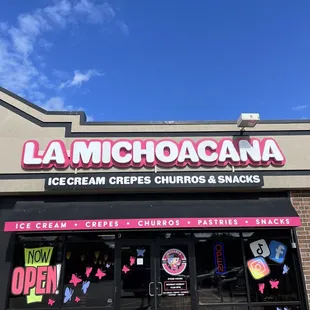 LA MICHOACANA
ICE CREAM CREPES CHURROS & SNACKS
ICE CREAM • CREPES • CHURROS • PASTRIES • SNACKS
NOW
OPEN!